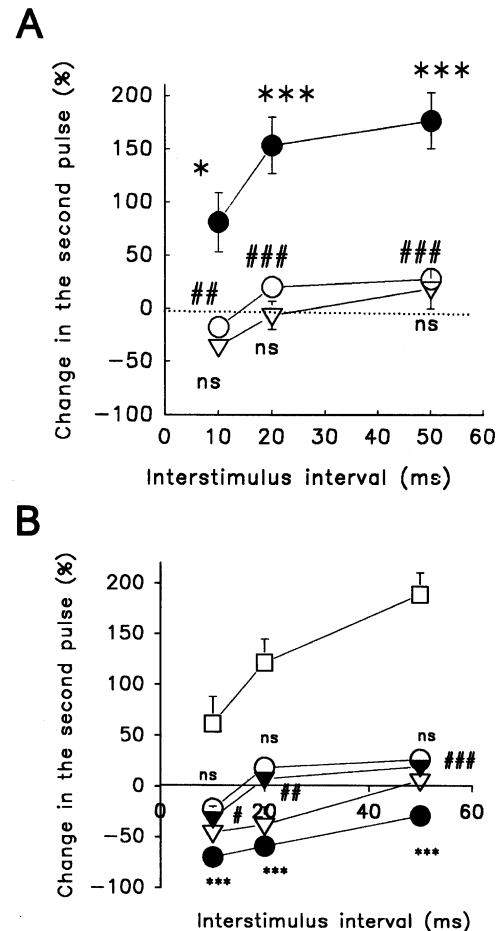 A
Change in the second pulse (%)
200
150
100
50
0
−50
−100
*
***
***
##
###
###
ns
ns
ns
0 10 20 30 40 50 60
Interstimulus interval (ms)
B
Change in the second pulse (%)
200
150
100
50
0
−50
−100
ns
ns
ns
#
##
###
***
***
***
0 20 40 60
Interstimulus interval (ms)